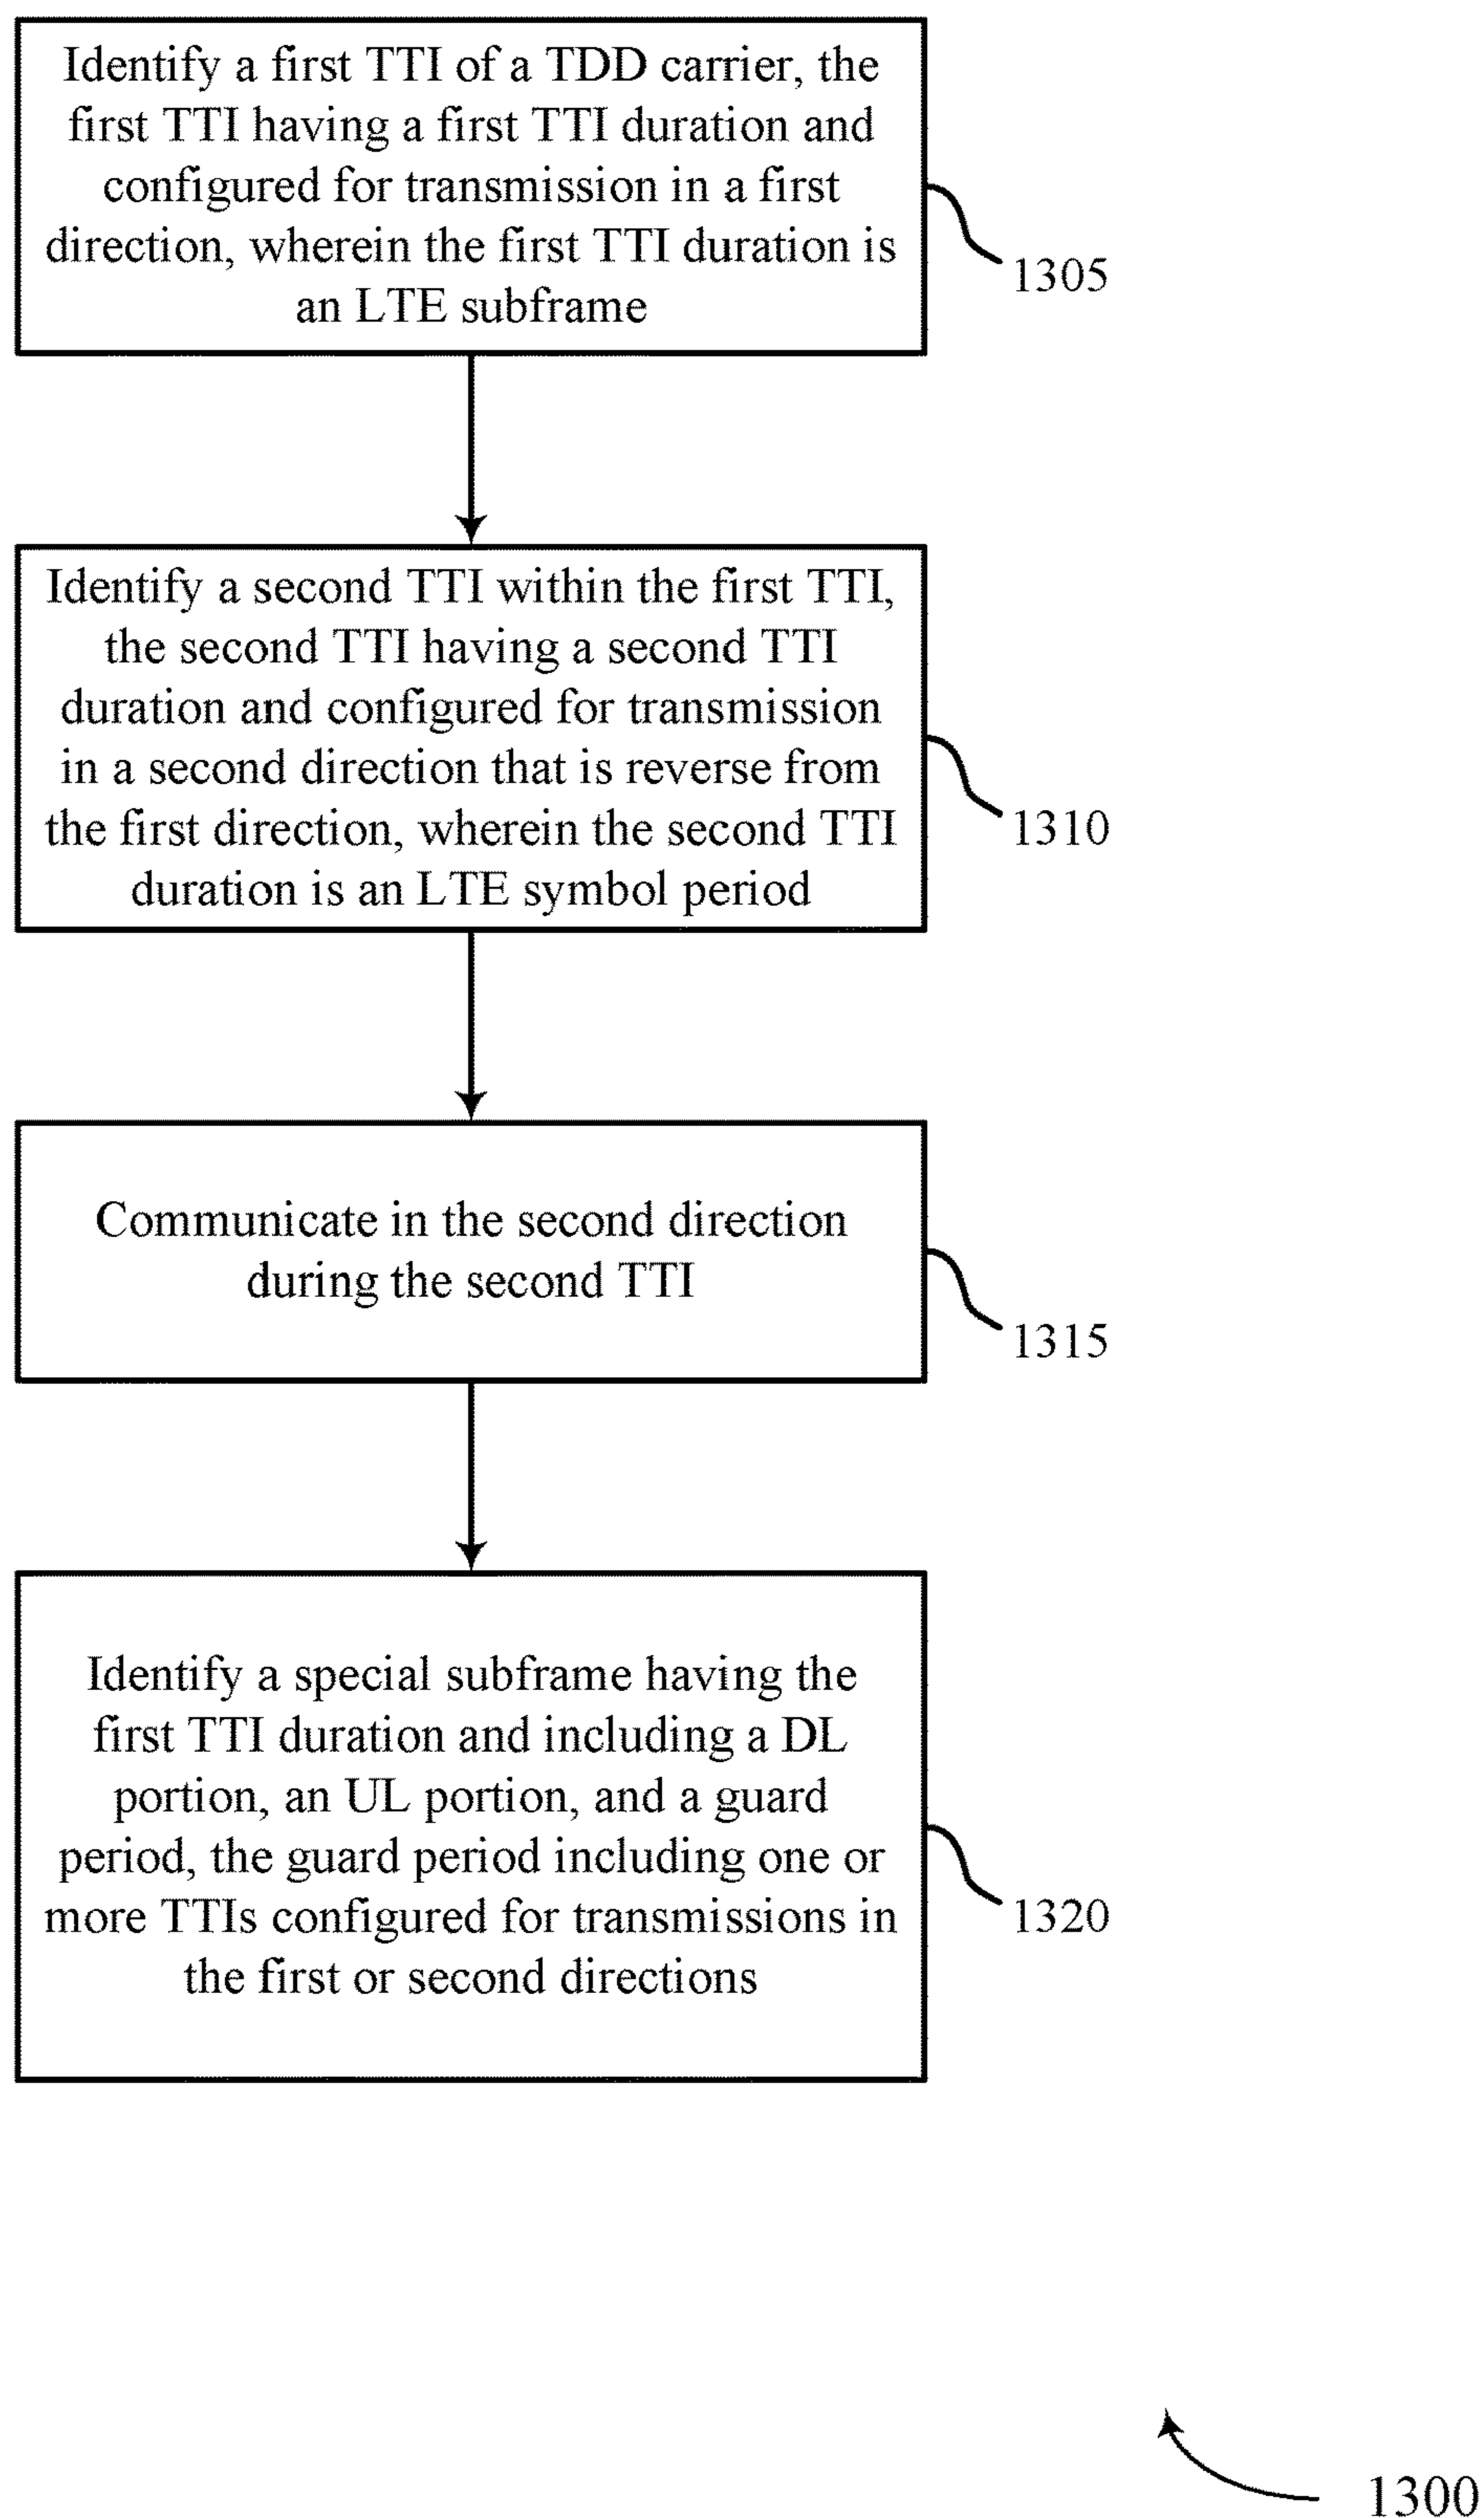 Identify a first TTI of a TDD carrier, the
first TTI having a first TTI duration and
configured for transmission in a first
direction, wherein the first TTI duration is
an LTE subframe
1305
Identify a second TTI within the first TTI,
the second TTI having a second TTI
duration and configured for transmission
in a second direction that is reverse from
the first direction, wherein the second TTI
duration is an LTE symbol period
1310
Communicate in the second direction
during the second TTI
1315
Identify a special subframe having the
first TTI duration and including a DL
portion, an UL portion, and a guard
period, the guard period including one or
more TTIs configured for transmissions in
the first or second directions
1320
1300